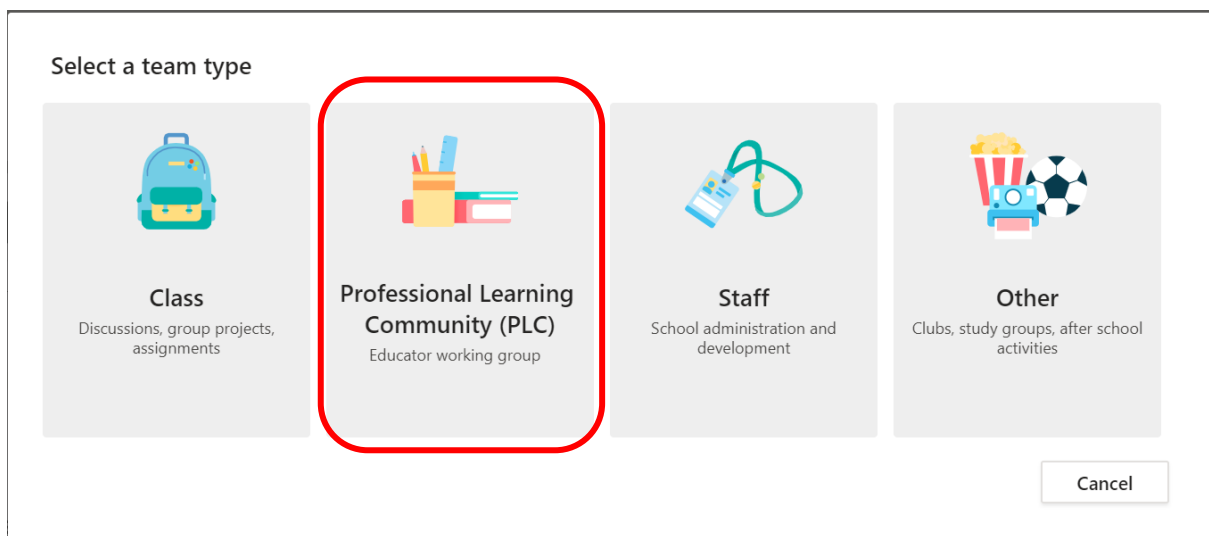 Select a team type
Class
Discussions, group projects,
assignments
Professional Learning
Community (PLC)
Educator working group
Staff
School administration and
development
Other
Clubs, study groups, after school
activities
Cancel